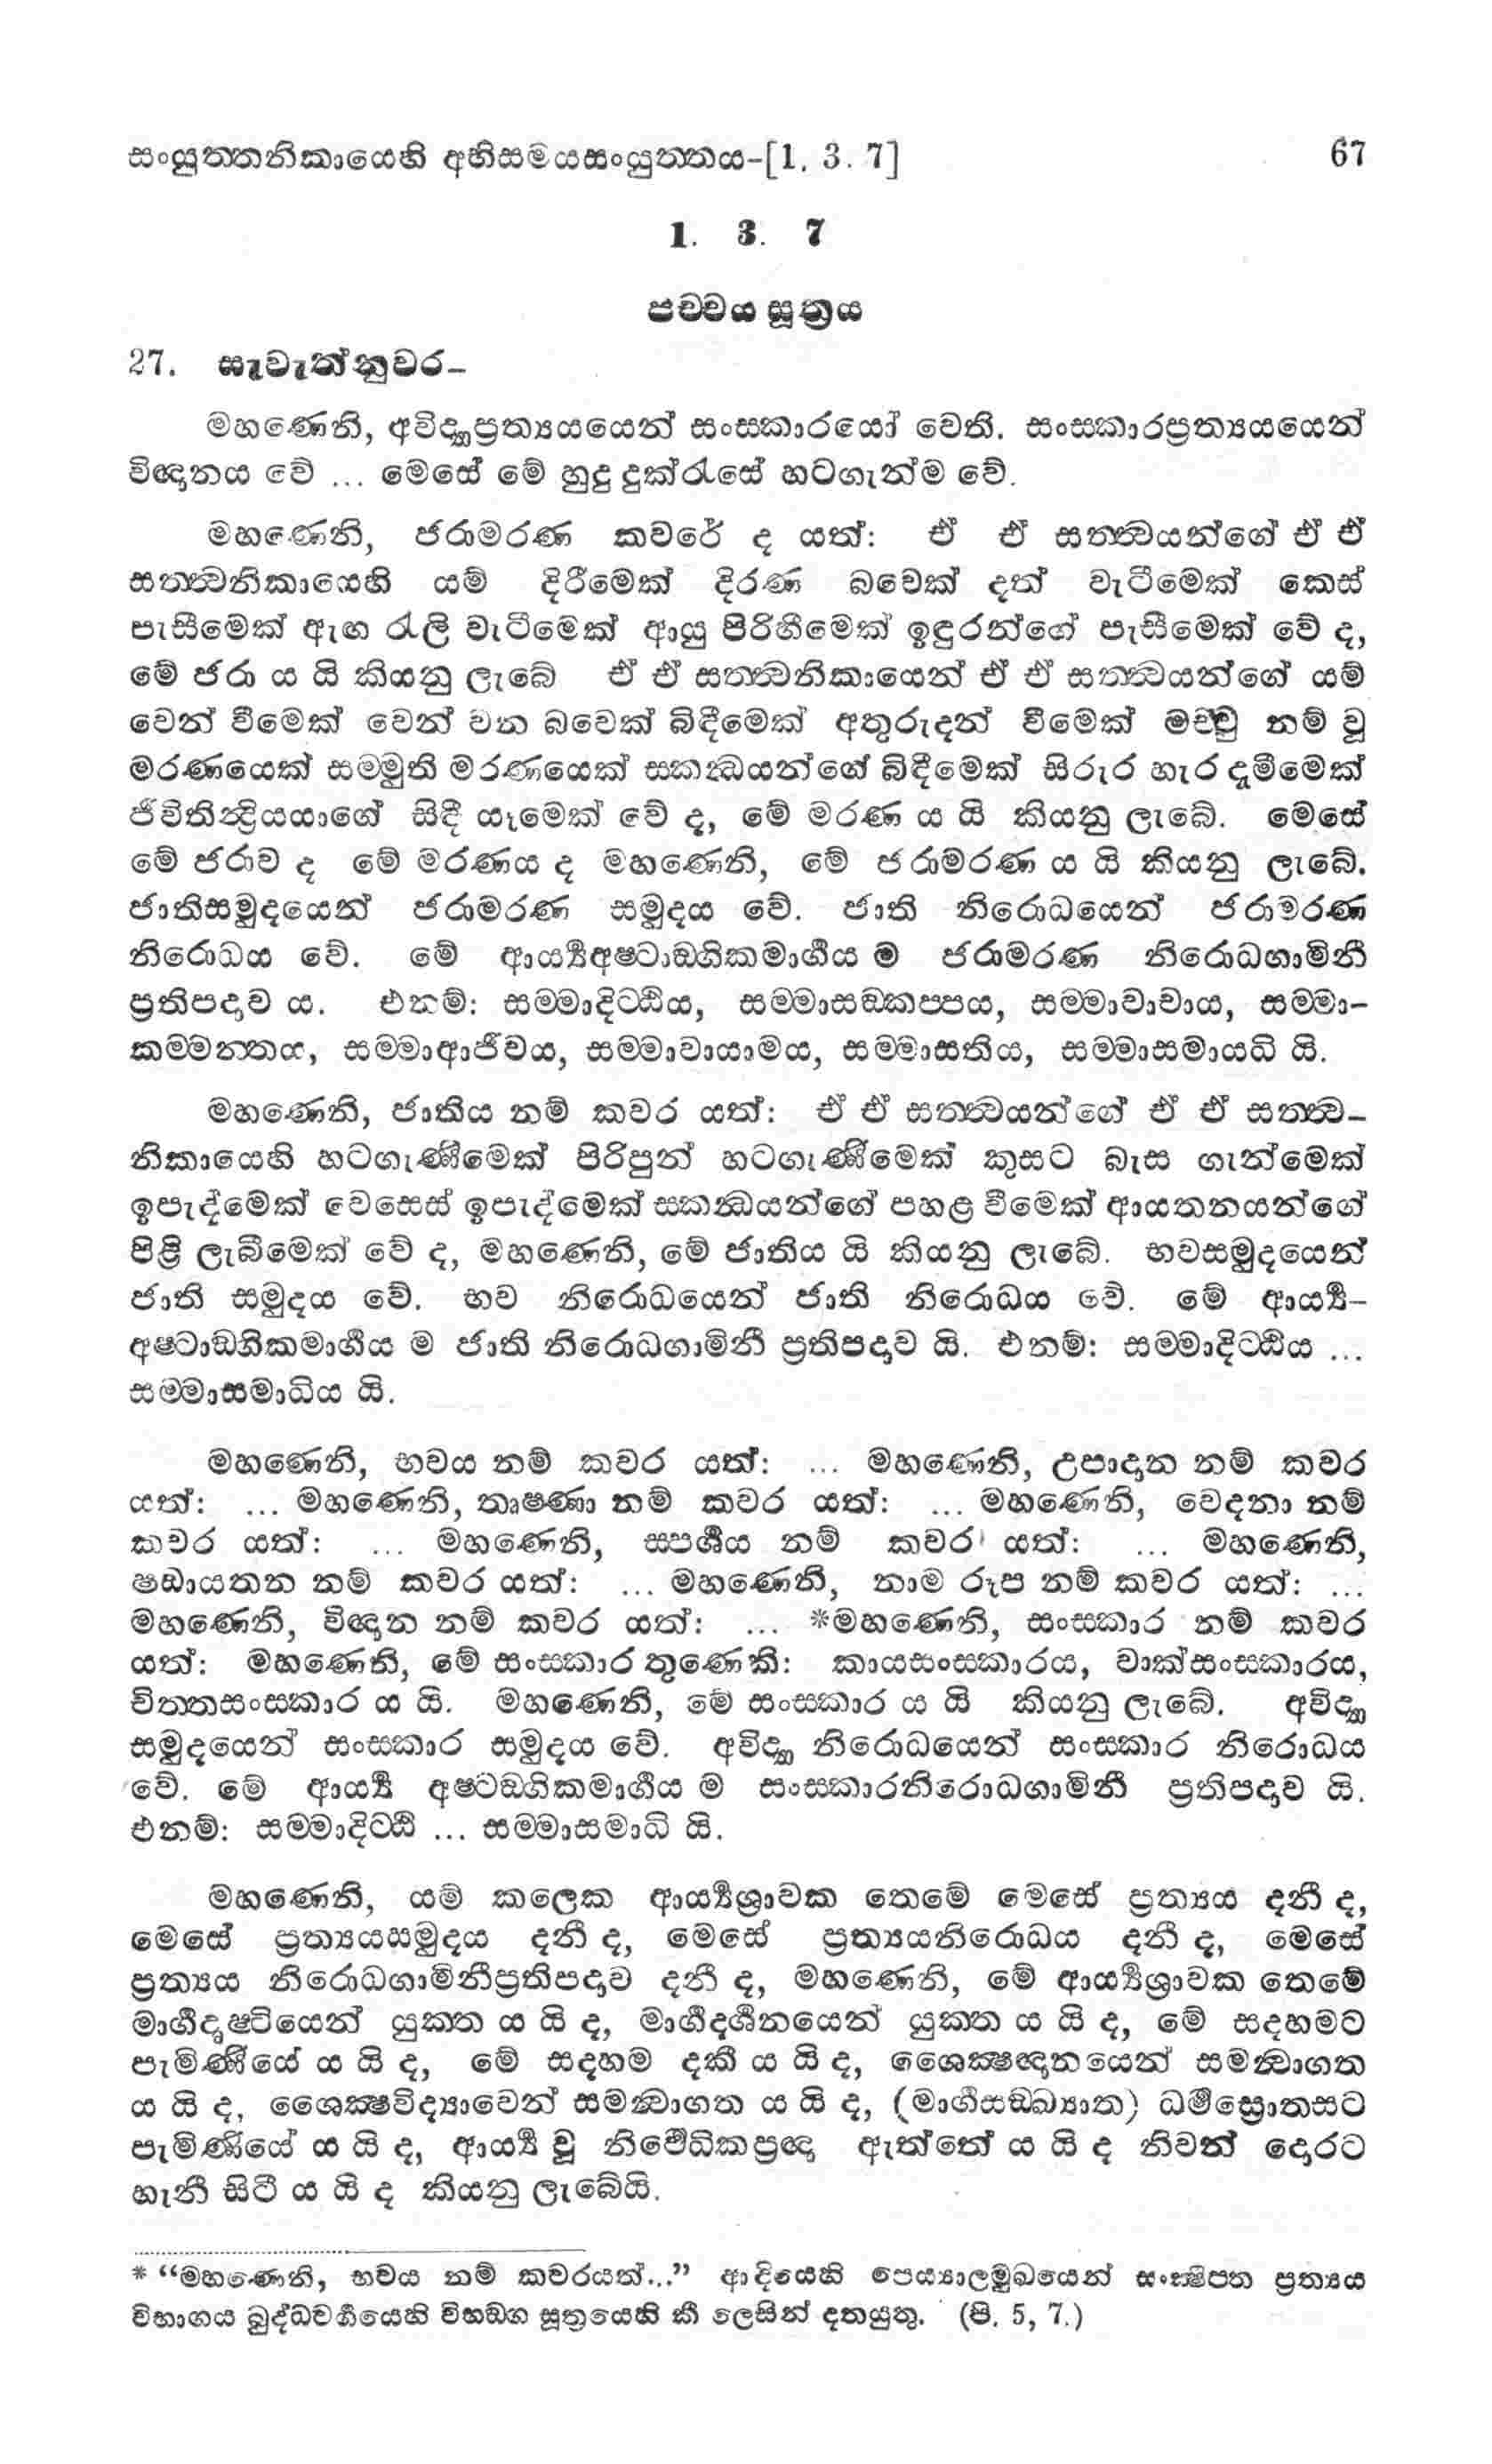 සංයුත්තනිකායෙහි අභිසමයසංයුත්තය-[1. 3. 7] 67
1. 3. 7
පච්චය සූත්‍රය
27. සැවැත්නුවර–
මහණෙනි, අවිද්‍යාප්‍රත්‍යයයෙන් සංස්කාරයෝ වෙති. සංස්කාරප්‍රත්‍යයයෙන්
විඥානය වේ ... මෙසේ මේ හුදු දුක්රැසේ හටගැන්ම වේ.
මහණෙනි, ජරාමරණ කවරේ ද යත්: ඒ ඒ සත්ත්වයන්ගේ ඒ ඒ
සත්ත්වනිකායෙහි යම් දිරීමෙක් දිරණ බවෙක් දත් වැටීමෙක් කෙස්
පැසීමෙක් ඇඟ රැලි වැටීමෙක් ආයු පිරිහීමෙක් ඉඳුරන්ගේ පැසීමෙක් වේ ද,
මේ ජරා ය යි කියනු ලැබේ ඒ ඒ සත්ත්වනිකායෙන් ඒ ඒ සත්ත්වයන්ගේ යම්
වෙන් වීමෙක් වෙන් වන බවෙක් බිඳීමෙක් අතුරුදන් වීමෙක් මච්චු නම් වූ
මරණයෙක් සම්මුති මරණයෙක් ස්කන්ධයන්ගේ බිඳීමෙක් සිරුර හැර දැමීමෙක්
ජීවිතින්ද්‍රියයාගේ සිඳී යෑමෙක් වේ ද, මේ මරණ ය යි කියනු ලැබේ. මෙසේ
මේ ජරාව ද මේ මරණය ද මහණෙනි, මේ ජරාමරණ ය යි කියනු ලැබේ.
ජාතිසමුදයෙන් ජරාමරණ සමුදය වේ. ජාති නිරොධයෙන් ජරාමරණ
නිරොධය වේ. මේ ආර්‍ය්‍යඅෂ්ටාඞ්ගිකමාර්‍ගය ම ජරාමරණ නිරොධගාමිනී
ප්‍රතිපදාව ය. එනම්: සම්මාදිට්ඨිය, සම්මාසඞ්කප්පය, සම්මාවාචාය, සම්මා-
කම්මන්තය, සම්මාආජීවය, සම්මාවායාමය, සම්මාසතිය, සම්මාසමායධි යි.
මහණෙනි, ජාතිය නම් කවර යත්: ඒ ඒ සත්ත්වයන්ගේ ඒ ඒ සත්ත්ව-
නිකායෙහි හටගැණීමෙක් පිරිපුන් හටගැණීමෙක් කුසට බැස ගැන්මෙක්
ඉපැද්මෙක් වෙසෙස් ඉපැද්මෙක් ස්කන්ධයන්ගේ පහළ වීමෙක් ආයතනයන්ගේ
පිළි ලැබීමෙක් වේ ද, මහණෙනි, මේ ජාතිය යි කියනු ලැබේ. භවසමුදයෙන්
ජාති සමුදය වේ. භව නිරොධයෙන් ජාති නිරොධය වේ. මේ ආර්‍ය්‍ය-
අෂ්ටාඞ්ගිකමාර්‍ගය ම ජාති නිරොධගාමිනී ප්‍රතිපදාව යි. එනම්: සම්මාදිට්ඨිය ...
සම්මාසමාධිය යි.
මහණෙනි, භවය නම් කවර යත්: ... මහණෙනි, උපාදාන නම් කවර
යත්: ... මහණෙනි, තෘෂ්ණා නම් කවර යත්: ... මහණෙනි, වෙදනා නම්
කවර යත්: ... මහණෙනි, ස්පර්‍ශය නම් කවර යත්: ... මහණෙනි,
ෂඩායතන නම් කවර යත්: ... මහණෙනි, නාම රූප නම් කවර යත්: ...
මහණෙනි, විඥාන නම් කවර යත්: ... *මහණෙනි, සංස්කාර නම් කවර
යත්: මහණෙනි, මේ සංස්කාර තුණෙකි: කායසංස්කාරය, වාක්සංස්කාරය,
චිත්තසංස්කාර ය යි. මහණෙනි, මේ සංස්කාර ය යි කියනු ලැබේ. අවිද්‍යා
සමුදයෙන් සංස්කාර සමුදය වේ. අවිද්‍යා නිරොධයෙන් සංස්කාර නිරොධය
වේ. මේ ආර්‍ය්‍ය අෂ්ටඞ්ගිකමාර්‍ගය ම සංස්කාරනිරොධගාමිනී ප්‍රතිපදාව යි.
එනම්: සම්මාදිට්ඨි ... සම්මාසමාධි යි.
මහණෙනි, යම් කලෙක ආර්‍ය්‍යශ්‍රාවක තෙමේ මෙසේ ප්‍රත්‍යය දනී ද,
මෙසේ ප්‍රත්‍යයසමුදය දනී ද, මෙසේ ප්‍රත්‍යයනිරොධය දනී ද, මෙසේ
ප්‍රත්‍යය නිරොධගාමිනීප්‍රතිපදාව දනී ද, මහණෙනි, මේ ආර්‍ය්‍යශ්‍රාවක තෙමේ
මාර්‍ගදෘෂ්ටියෙන් යුක්ත ය යි ද, මාර්‍ගදර්‍ශනයෙන් යුක්ත ය යි ද, මේ සදහමට
පැමිණියේ ය යි ද, මේ සදහම දකී ය යි ද, ශෛක්‍ෂඥානයෙන් සමන්වාගත
ය යි ද, ශෛක්‍ෂවිද්‍යාවෙන් සමන්වාගත ය යි ද, (මාර්‍ගසඞ්ඛ්‍යාත) ධර්‍මස්‍රොතසට
පැමිණියේ ය යි ද, ආර්‍ය්‍ය වූ නිර්‍වේධිකප්‍රඥා ඇත්තේ ය යි ද නිවන් දොරට
හැනී සිටී ය යි ද කියනු ලැබේයි.
* “මහණෙනි, භවය නම් කවරයත්...” ආදියෙහි පෙය්‍යාලමුඛයෙන් සංක්‍ෂිප්ත ප්‍රත්‍යය
විභාගය බුද්ධවර්‍ගයෙහි විභඞ්ග සූත්‍රයෙහි කී ලෙසින් දතයුතු. (පි. 5, 7.)